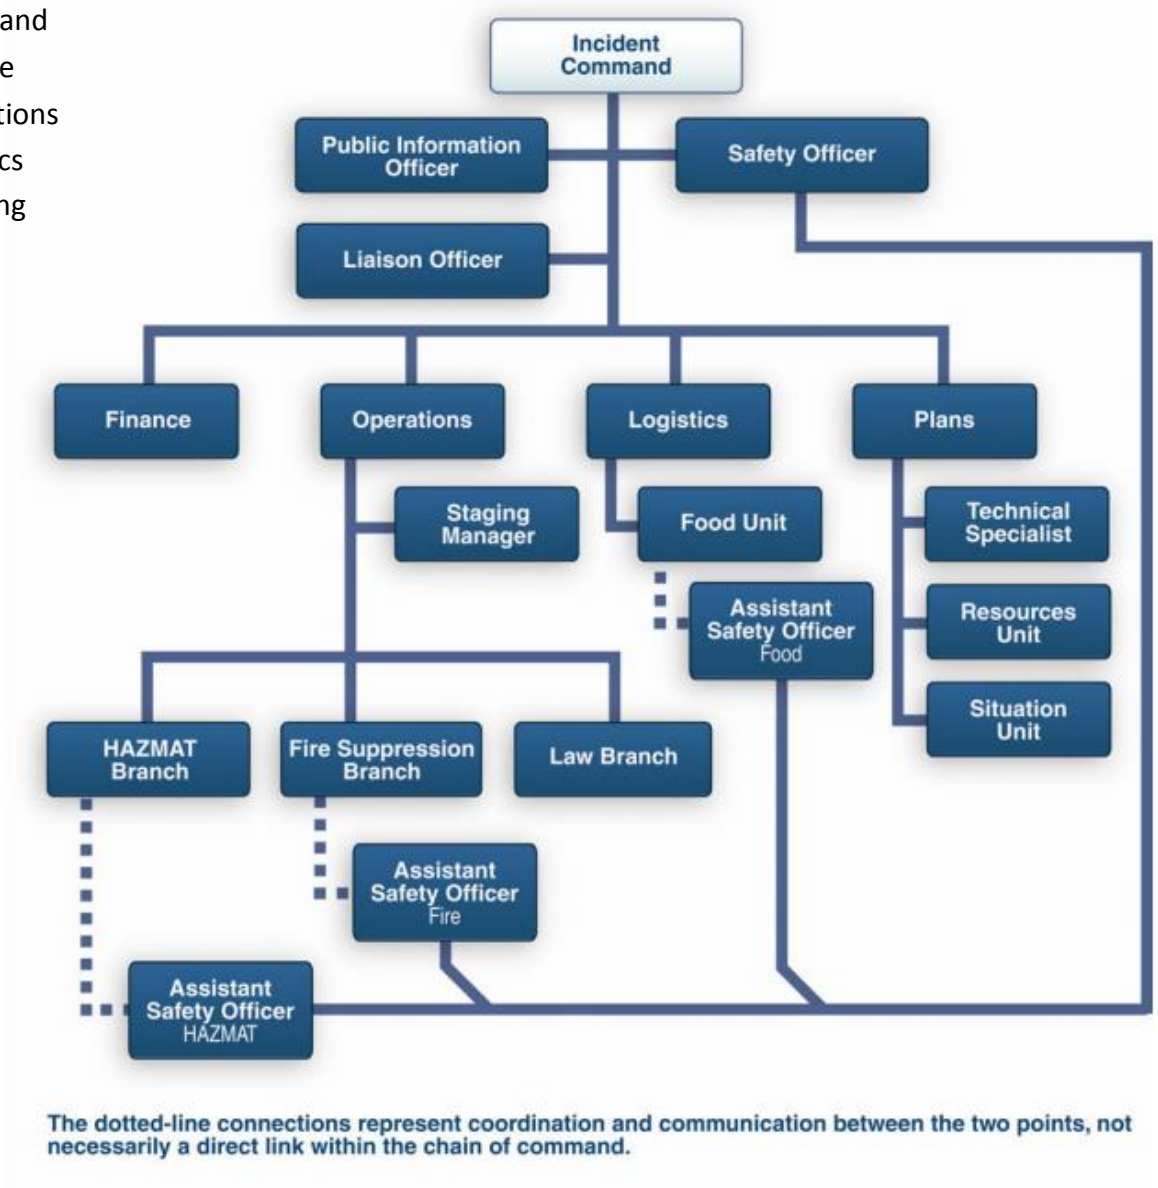 and
e
tions
cs
ng
Incident
Command
Public Information
Officer
Safety Officer
Liaison Officer
Finance
Operations
Logistics
Plans
Staging
Manager
Food Unit
Technical
Specialist
Assistant
Safety Officer
Food
Resources
Unit
Situation
Unit
HAZMAT
Branch
Fire Suppression
Branch
Law Branch
Assistant
Safety Officer
Fire
Assistant
Safety Officer
HAZMAT
The dotted-line connections represent coordination and communication between the two points, not
necessarily a direct link within the chain of command.